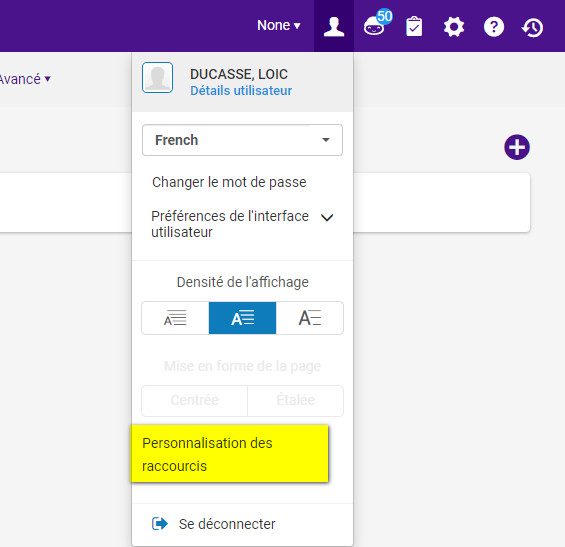 None ▾
50
Avancé ▾
DUCASSE, LOIC
Détails utilisateur
French
Changer le mot de passe
Préférences de l'interface
utilisateur
Densité de l'affichage
A A A
Mise en forme de la page
Centrée Étalée
Personnalisation des
raccourcis
Se déconnecter